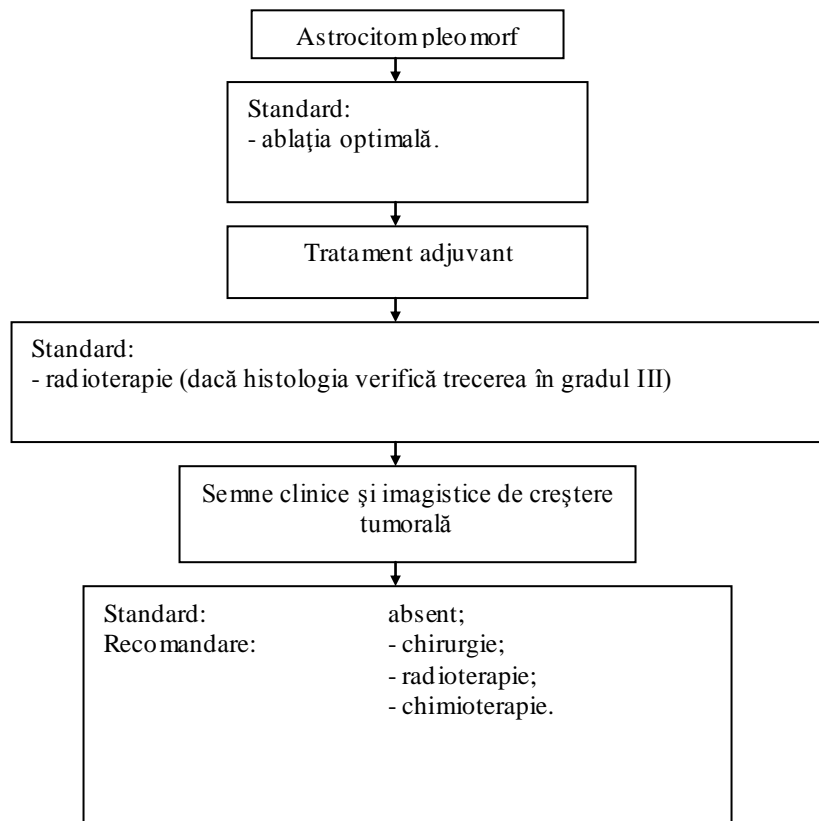 Astrocitom pleomorf
Standard:
- ablaţia optimală.
Tratament adjuvant
Standard:
- radioterapie (dacă histologia verifică trecerea în gradul III)
Semne clinice şi imagistice de creştere
tumorală
Standard: absent;
Recomandare: - chirurgie;
- radioterapie;
- chimioterapie.